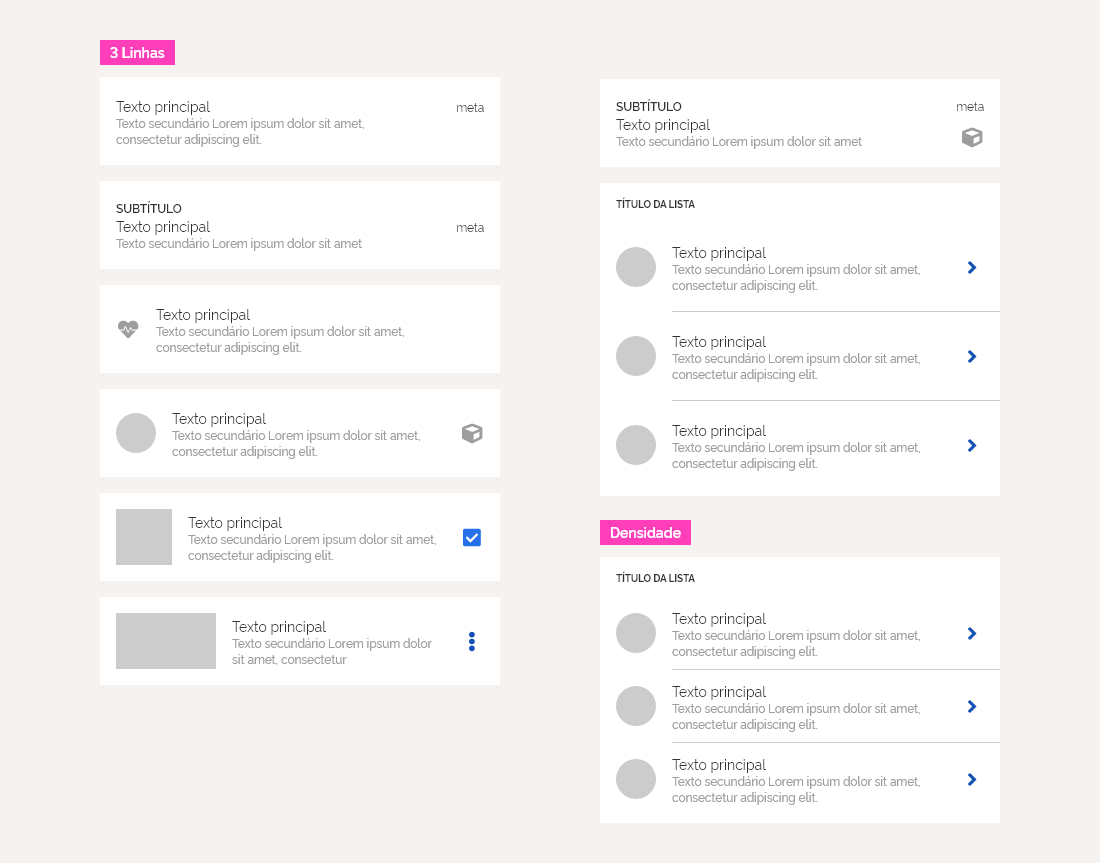 3 Linhas
Texto principal
meta
Texto secundário Lorem ipsum dolor sit amet,
consectetur adipiscing elit.
SUBTÍTULO
Texto principal
meta
Texto secundário Lorem ipsum dolor sit amet
Texto principal
Texto secundário Lorem ipsum dolor sit amet,
consectetur adipiscing elit.
Texto principal
Texto secundário Lorem ipsum dolor sit amet,
consectetur adipiscing elit.
Texto principal
Texto secundário Lorem ipsum dolor sit amet,
consectetur adipiscing elit.
Texto principal
Texto secundário Lorem ipsum dolor
sit amet, consectetur
SUBTÍTULO
meta
Texto principal
Texto secundário Lorem ipsum dolor sit amet
TÍTULO DA LISTA
Texto principal
Texto secundário Lorem ipsum dolor sit amet,
consectetur adipiscing elit.
Texto principal
Texto secundário Lorem ipsum dolor sit amet,
consectetur adipiscing elit.
Texto principal
Texto secundário Lorem ipsum dolor sit amet,
consectetur adipiscing elit.
Densidade
TÍTULO DA LISTA
Texto principal
Texto secundário Lorem ipsum dolor sit amet,
consectetur adipiscing elit.
Texto principal
Texto secundário Lorem ipsum dolor sit amet,
consectetur adipiscing elit.
Texto principal
Texto secundário Lorem ipsum dolor sit amet,
consectetur adipiscing elit.